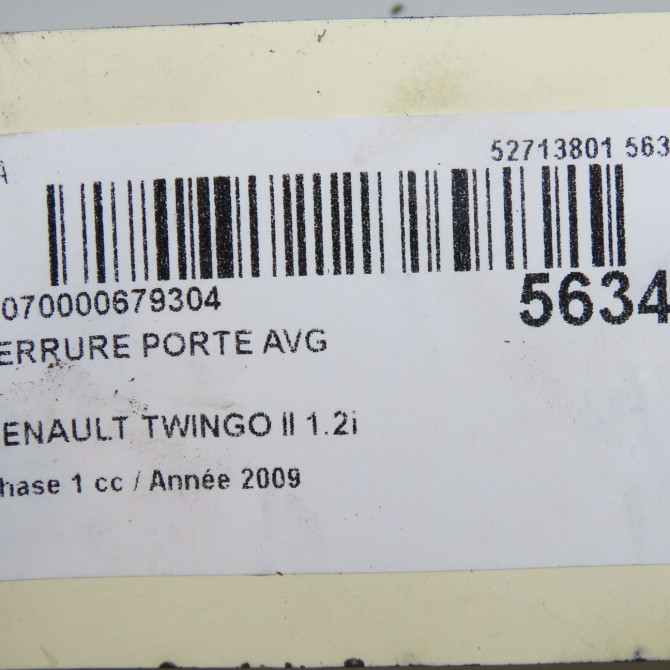 A
52713801 563
070000679304
5634
ERRURE PORTE AVG
ENAULT TWINGO II 1.2i
hase 1 cc / Année 2009